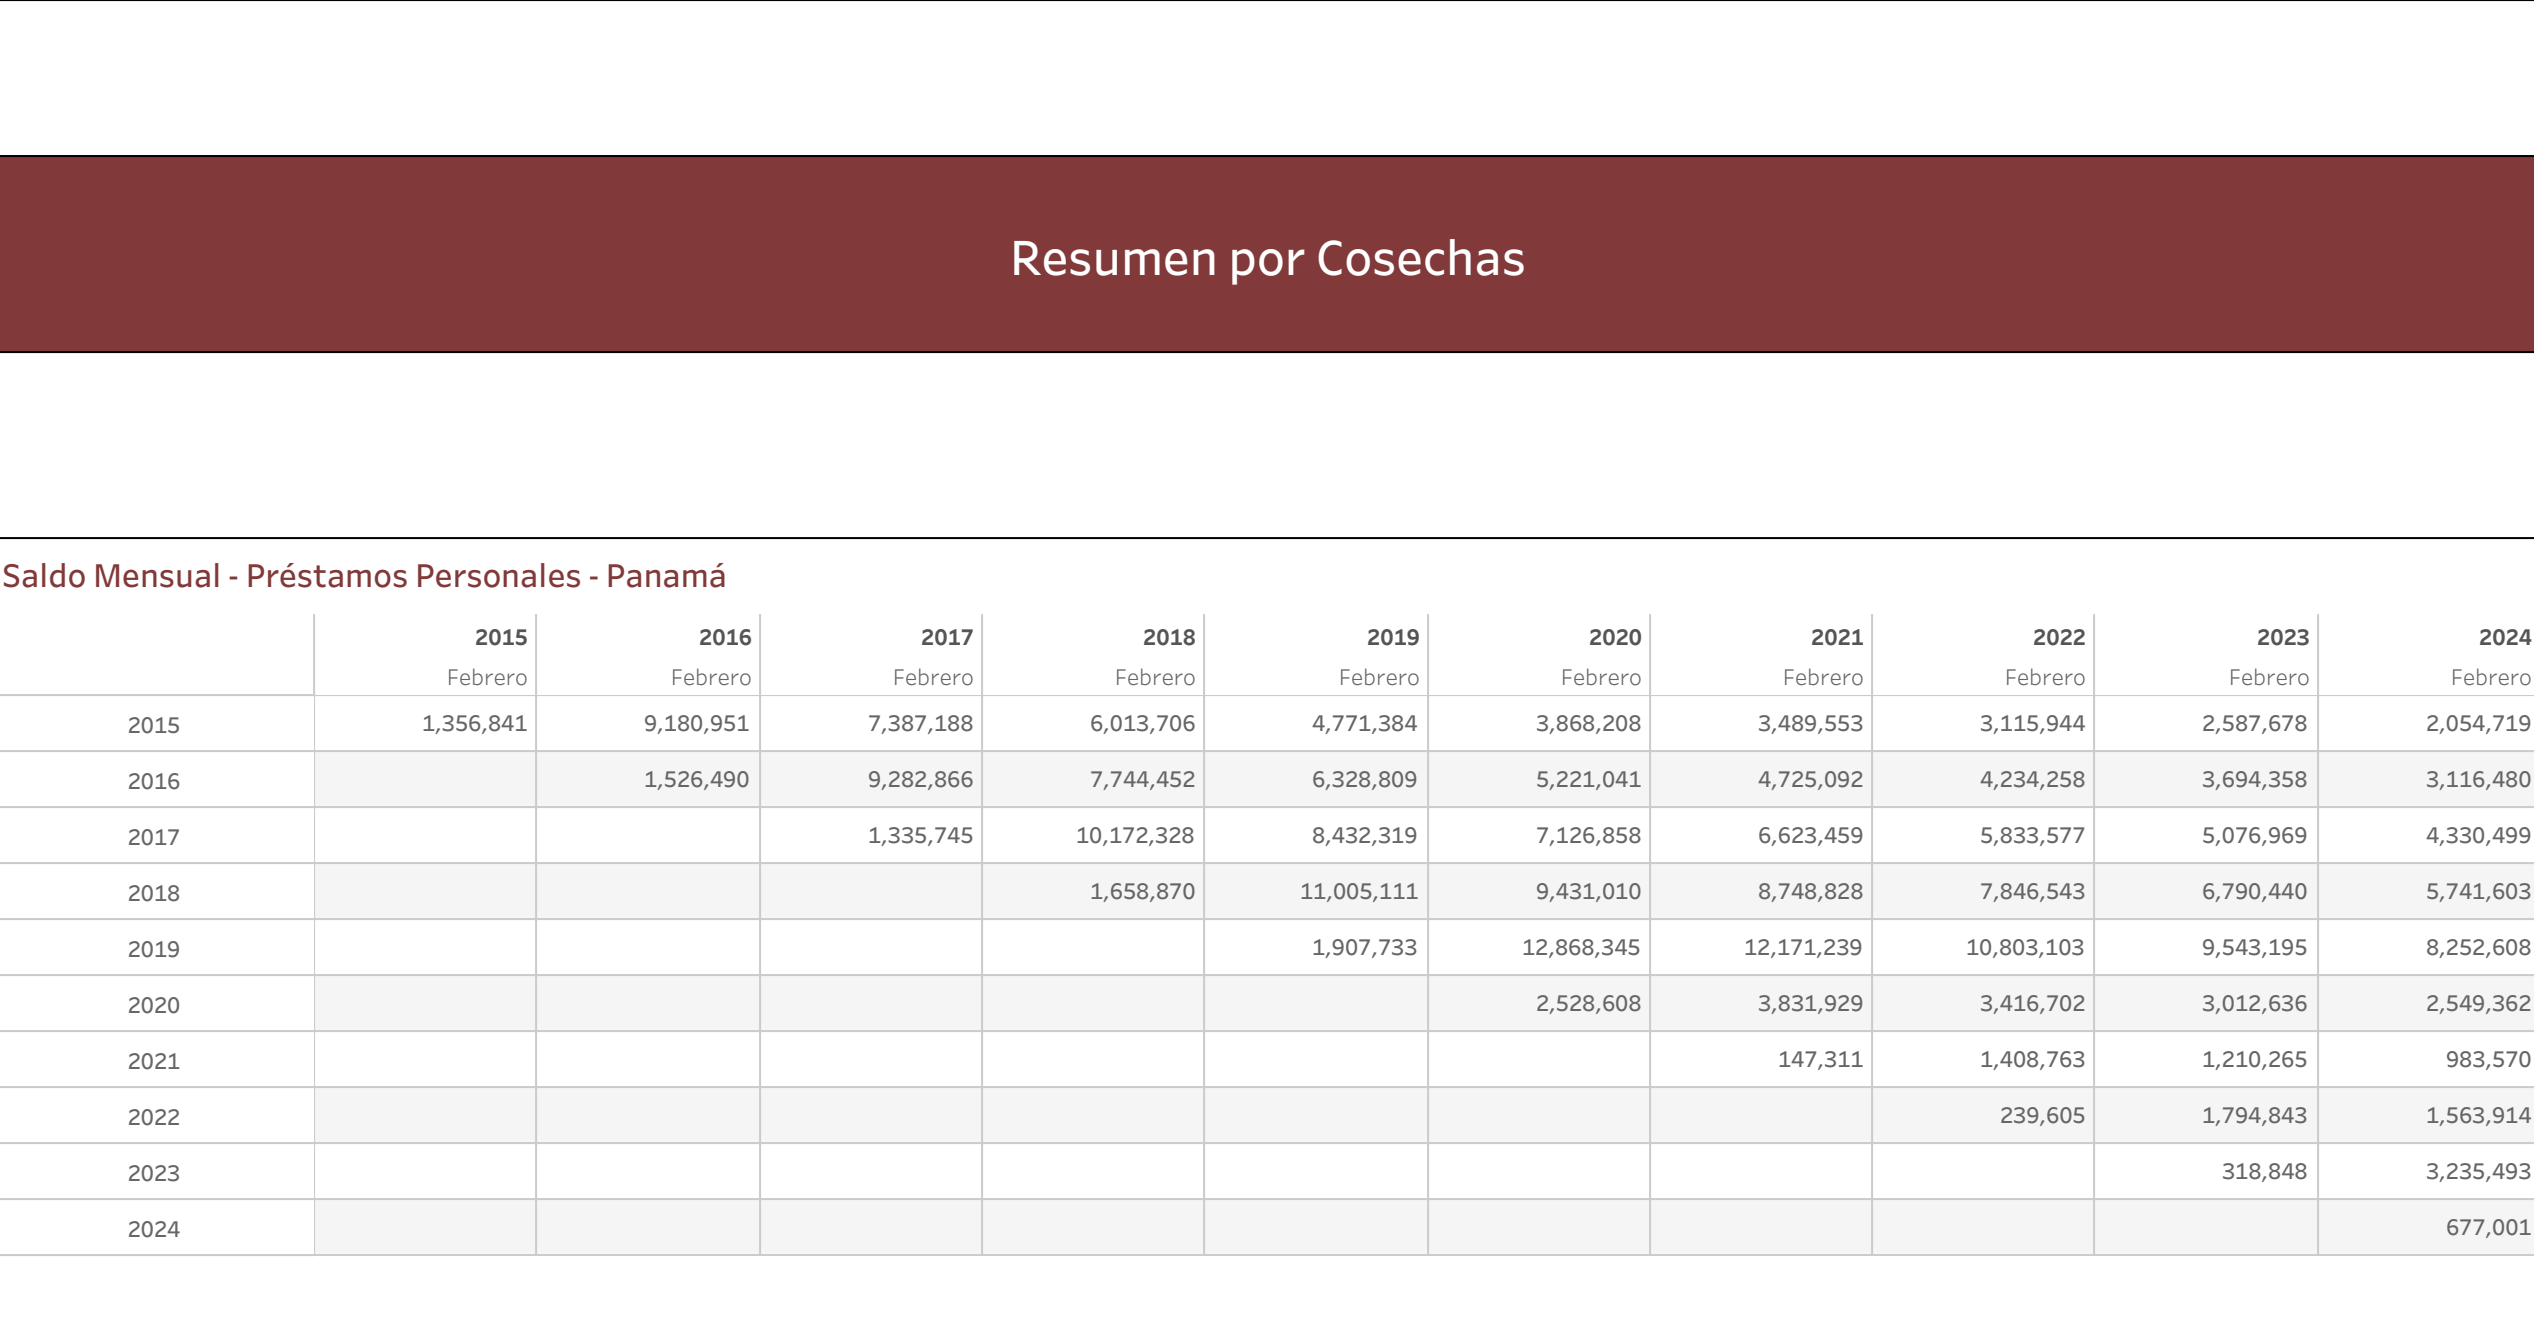 Resumen por Cosechas
Saldo Mensual - Préstamos Personales - Panamá
2015 2016 2017 2018 2019 2020 2021 2022 2023 2024
Febrero Febrero Febrero Febrero Febrero Febrero Febrero Febrero Febrero Febrero
2015 1,356,841 9,180,951 7,387,188 6,013,706 4,771,384 3,868,208 3,489,553 3,115,944 2,587,678 2,054,719
2016 1,526,490 9,282,866 7,744,452 6,328,809 5,221,041 4,725,092 4,234,258 3,694,358 3,116,480
2017 1,335,745 10,172,328 8,432,319 7,126,858 6,623,459 5,833,577 5,076,969 4,330,499
2018 1,658,870 11,005,111 9,431,010 8,748,828 7,846,543 6,790,440 5,741,603
2019 1,907,733 12,868,345 12,171,239 10,803,103 9,543,195 8,252,608
2020 2,528,608 3,831,929 3,416,702 3,012,636 2,549,362
2021 147,311 1,408,763 1,210,265 983,570
2022 239,605 1,794,843 1,563,914
2023 318,848 3,235,493
2024 677,001